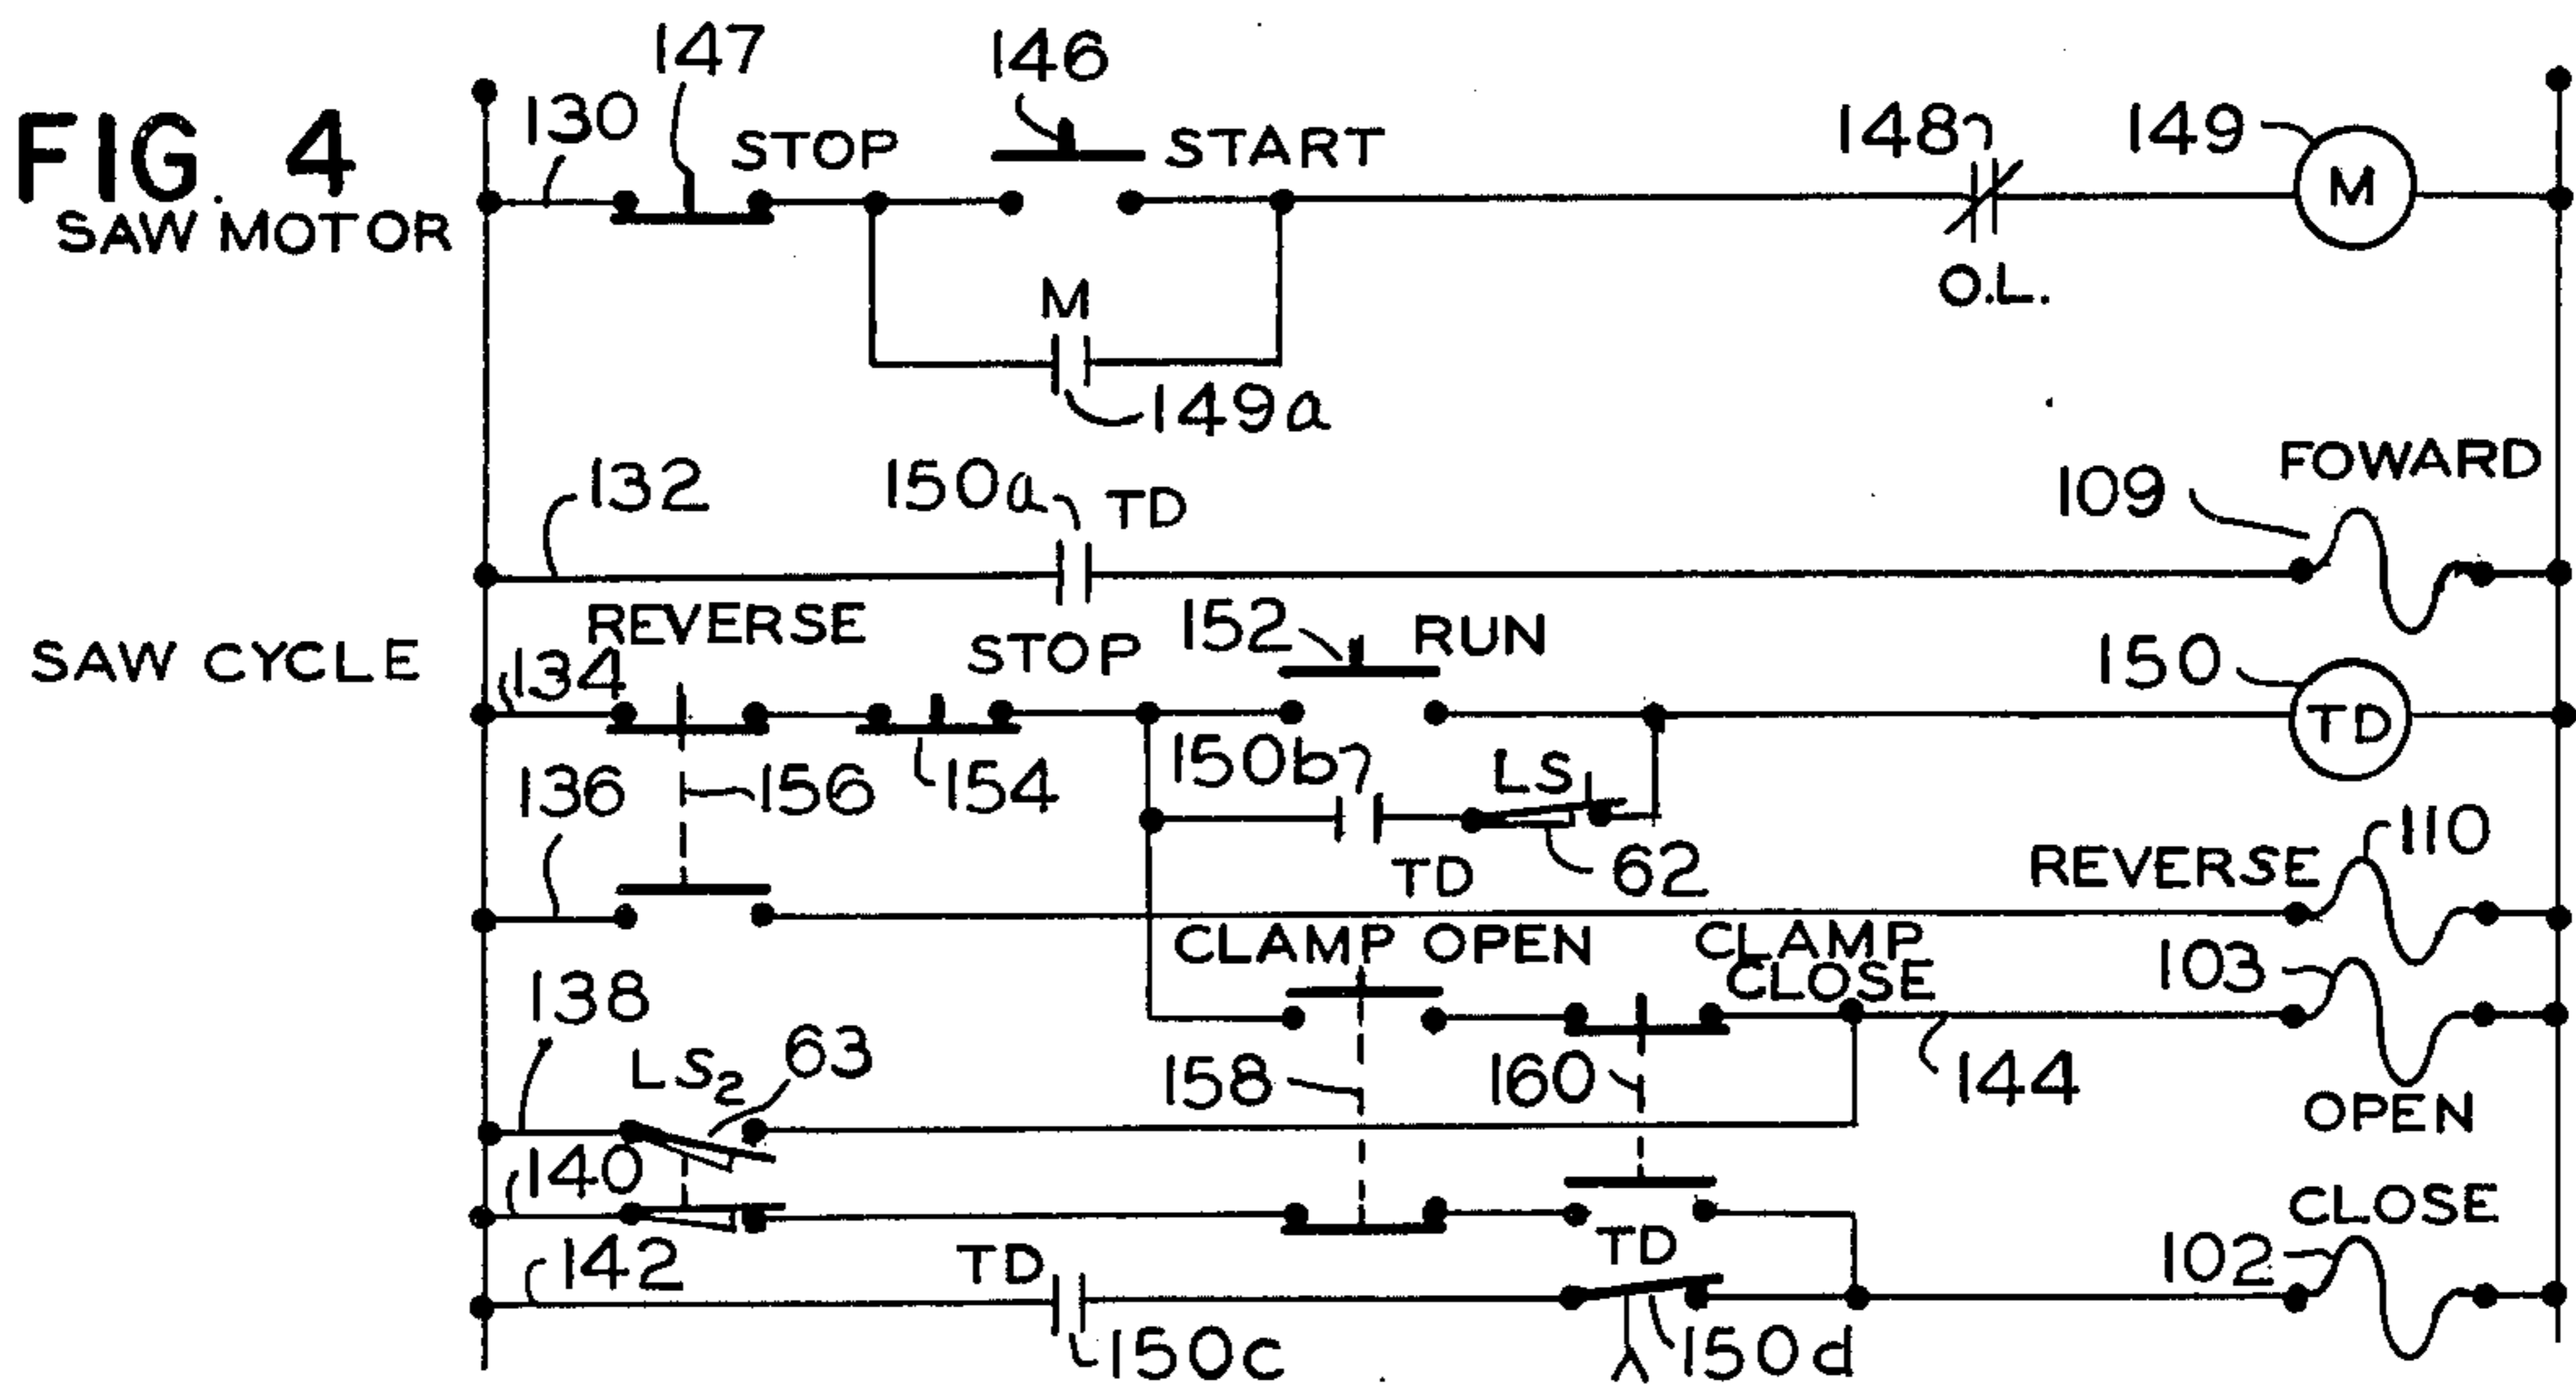 FIG. 4
SAW MOTOR
130
147
STOP
146
START
148
O.L.
149
M
M
149a
132
150a
TD
109
FOWARD
SAW CYCLE
134
REVERSE
STOP
152
RUN
150
TD
136
156
154
150b
TD
LS1
62
REVERSE
110
138
CLAMP OPEN
CLAMP
CLOSE
103
LS2
63
158
160
144
OPEN
140
CLOSE
142
TD
150c
TD
150d
102